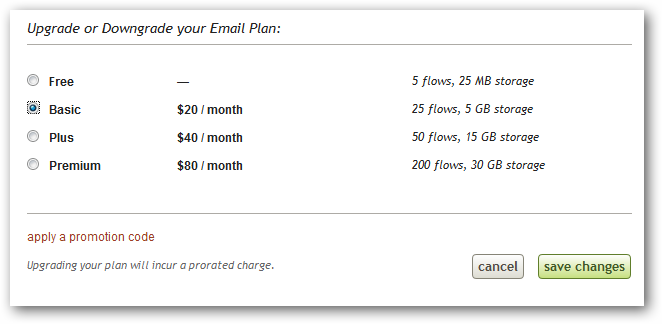 Upgrade or Downgrade your Email Plan:
Free — 5 flows, 25 MB storage
Basic $20 / month 25 flows, 5 GB storage
Plus $40 / month 50 flows, 15 GB storage
Premium $80 / month 200 flows, 30 GB storage
apply a promotion code
Upgrading your plan will incur a prorated charge. cancel save changes